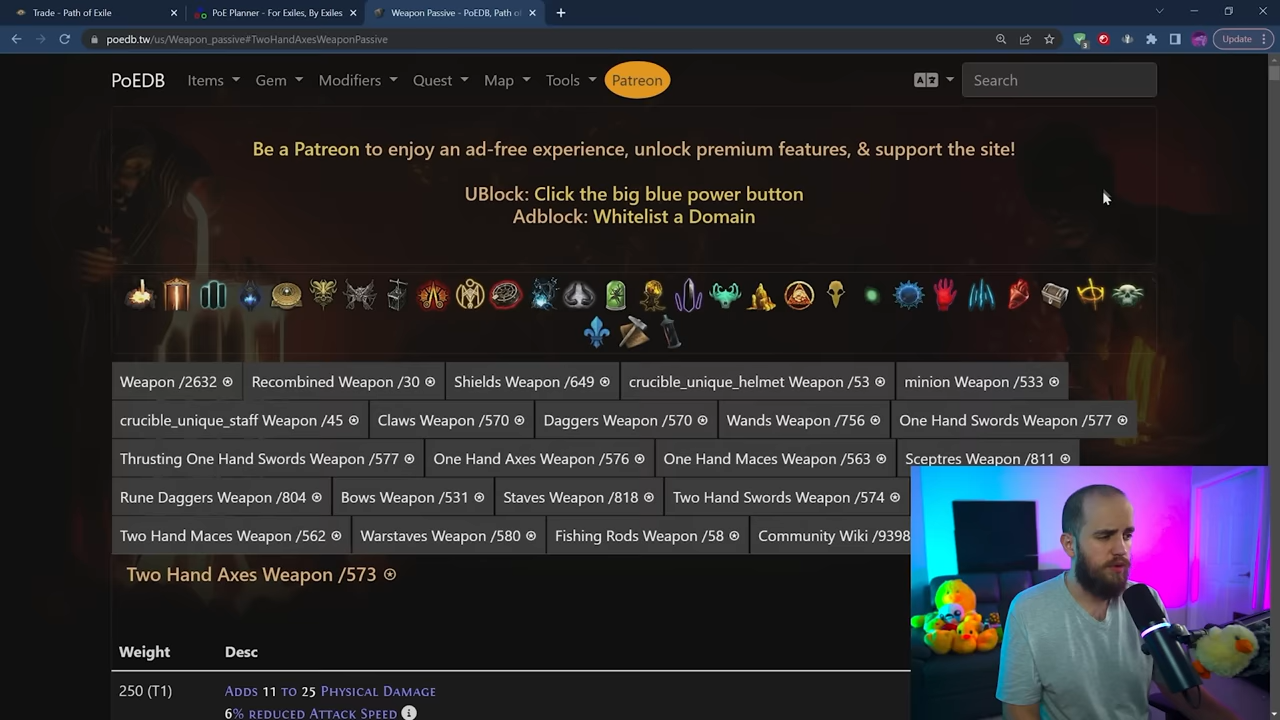 Trade - Path of Exile
PoE Planner - For Exiles, By Exiles
Weapon Passive - PoEDB, Path of
poedb.tw/us/Weapon_passive#TwoHandAxesWeaponPassive
3
Update
PoEDB Items Gem Modifiers Quest Map Tools Patreon Search
Be a Patreon to enjoy an ad-free experience, unlock premium features, & support the site!
UBlock: Click the big blue power button
Adblock: Whitelist a Domain
Weapon /2632 Recombined Weapon /30 Shields Weapon /649 crucible_unique_helmet Weapon /53 minion Weapon /533
crucible_unique_staff Weapon /45 Claws Weapon /570 Daggers Weapon /570 Wands Weapon /756 One Hand Swords Weapon /577
Thrusting One Hand Swords Weapon /577 One Hand Axes Weapon /576 One Hand Maces Weapon /563 Sceptres Weapon /811
Rune Daggers Weapon /804 Bows Weapon /531 Staves Weapon /818 Two Hand Swords Weapon /574
Two Hand Maces Weapon /562 Warstaves Weapon /580 Fishing Rods Weapon /58 Community Wiki /9398
Two Hand Axes Weapon /573
Weight Desc
250 (T1) Adds 11 to 25 Physical Damage
6% reduced Attack Speed